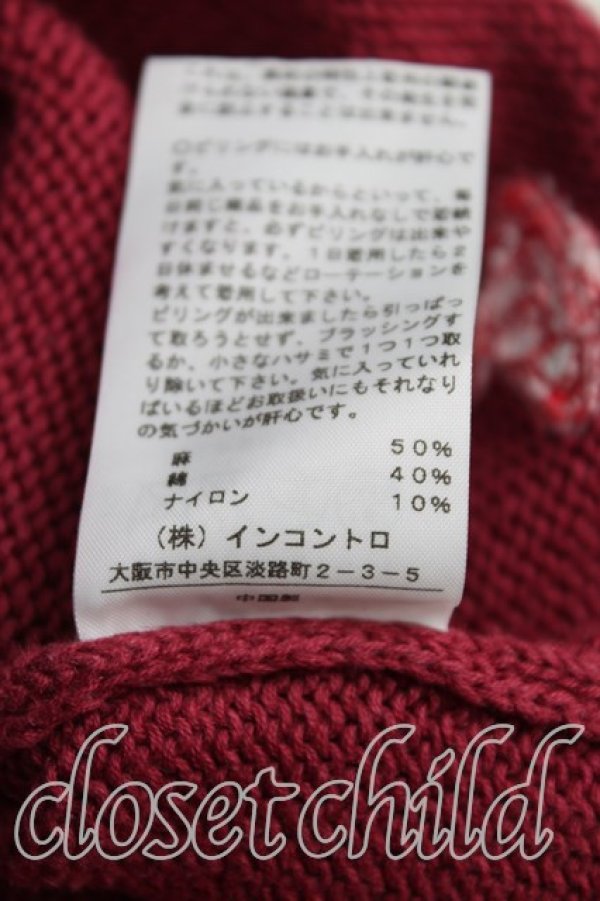 ○ピリングにはお手入れが肝心で
す。
気に入っているからといって、毎
日同じ製品をお手入れなしで着続
けますと、必ずピリングは出来や
すくなります。1日着用したら2
日休ませるなどローテーションを
考えて着用して下さい。
ピリングが出来ましたら引っぱっ
て取ろうとせず、ブラッシングす
るか、小さなハサミで1つ1つ取
り除いて下さい。気に入っていれ
ばいるほどお取扱いにもそれなり
の気づかいが肝心です。
麻 50%
綿 40%
ナイロン 10%
(株)インコントロ
大阪市中央区淡路町2-3-5
中国製
closet child